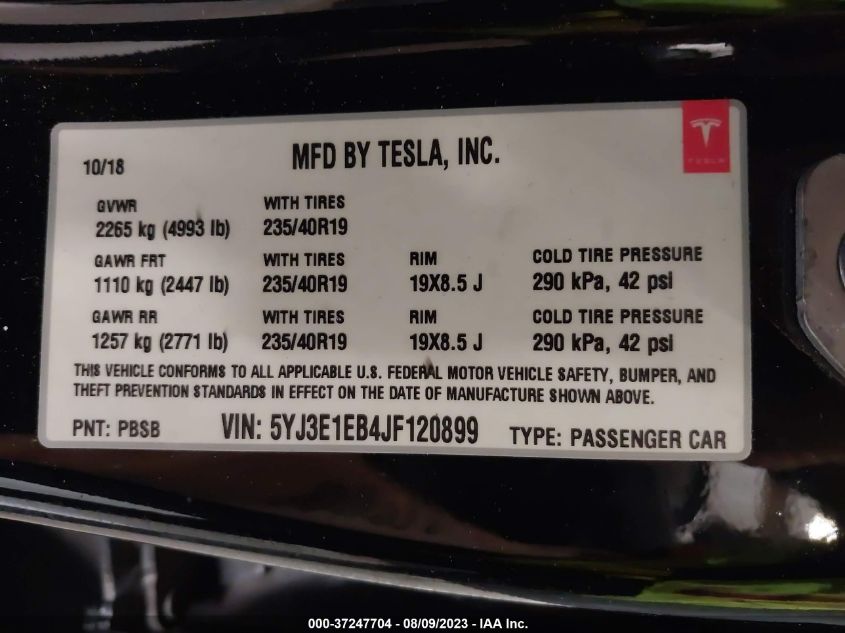 MFD BY TESLA, INC.
TESLA
10/18
GVWR WITH TIRES
2265 kg (4993 lb) 235/40R19
GAWR FRT WITH TIRES RIM COLD TIRE PRESSURE
1110 kg (2447 lb) 235/40R19 19X8.5 J 290 kPa, 42 psi
GAWR RR WITH TIRES RIM COLD TIRE PRESSURE
1257 kg (2771 lb) 235/40R19 19X8.5 J 290 kPa, 42 psi
THIS VEHICLE CONFORMS TO ALL APPLICABLE U.S. FEDERAL MOTOR VEHICLE SAFETY, BUMPER, AND
THEFT PREVENTION STANDARDS IN EFFECT ON THE DATE OF MANUFACTURE SHOWN ABOVE.
PNT: PBSB VIN: 5YJ3E1EB4JF120899 TYPE: PASSENGER CAR
000-37247704 - 08/09/2023 - IAA Inc.